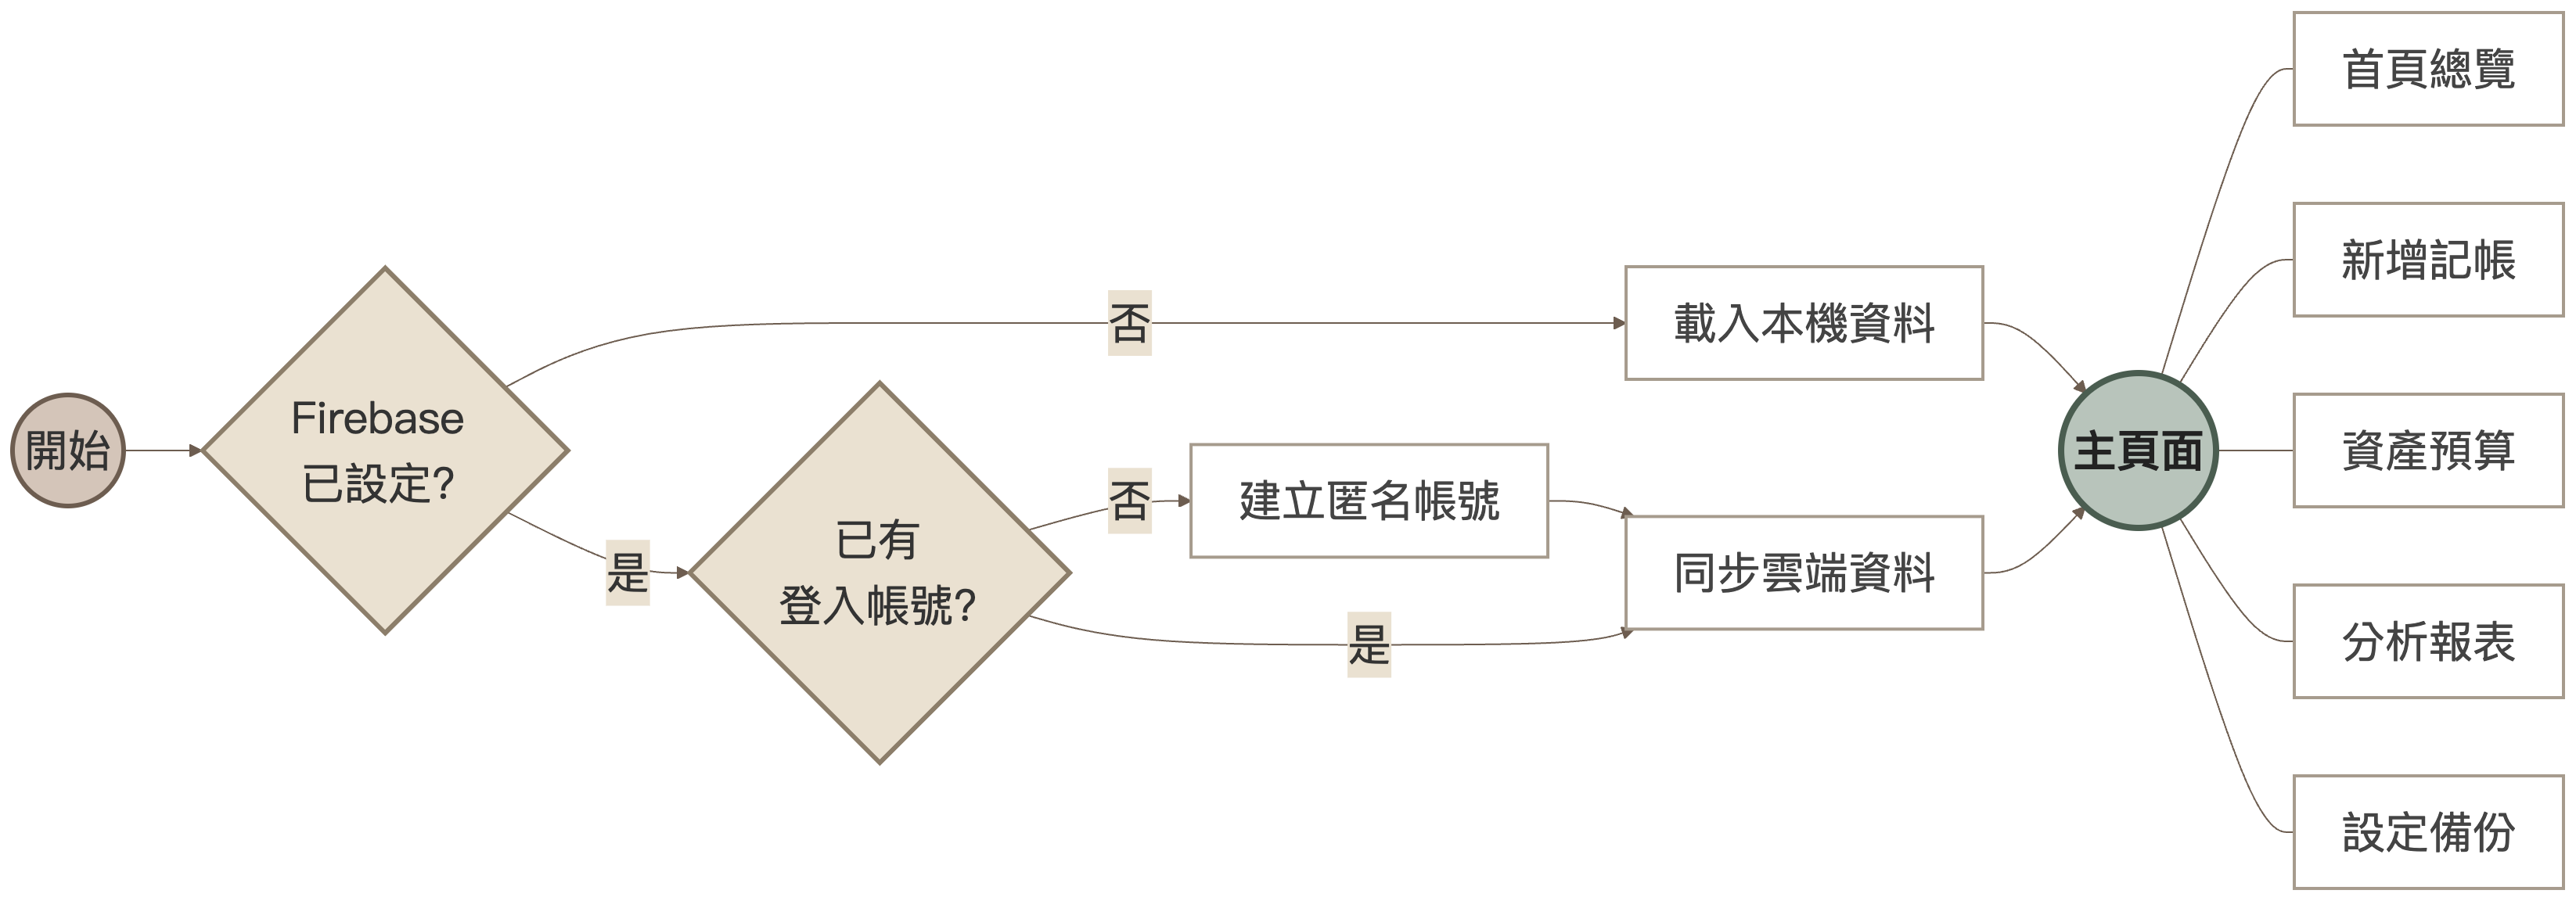 開始
Firebase
已設定?
否
是
已有
登入帳號?
否
是
建立匿名帳號
載入本機資料
同步雲端資料
主頁面
首頁總覽
新增記帳
資產預算
分析報表
設定備份